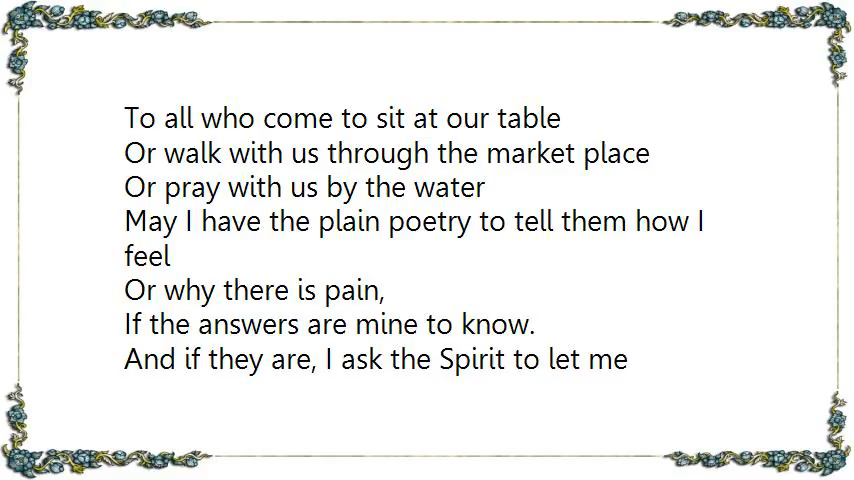 To all who come to sit at our table
Or walk with us through the market place
Or pray with us by the water
May I have the plain poetry to tell them how I
feel
Or why there is pain,
If the answers are mine to know.
And if they are, I ask the Spirit to let me